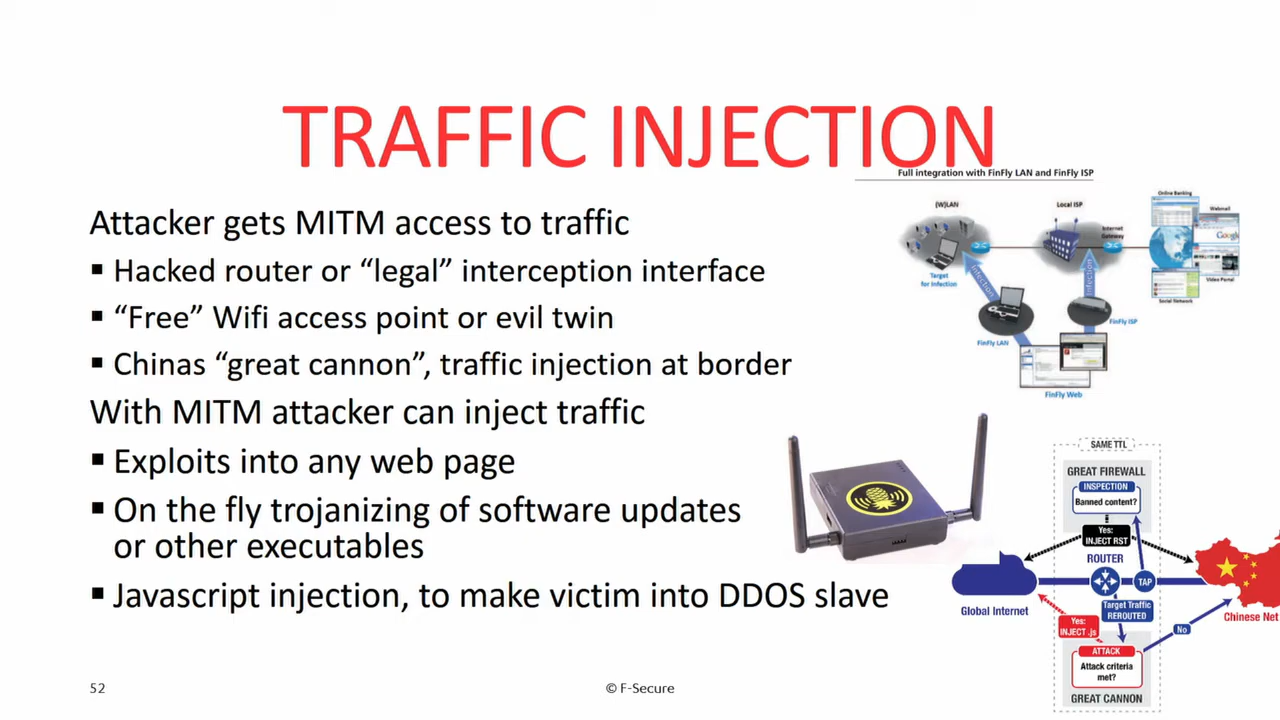 TRAFFIC INJECTION
Attacker gets MITM access to traffic
▪ Hacked router or “legal” interception interface
▪ “Free” Wifi access point or evil twin
▪ Chinas “great cannon”, traffic injection at border
With MITM attacker can inject traffic
▪ Exploits into any web page
▪ On the fly trojanizing of software updates
or other executables
▪ Javascript injection, to make victim into DDOS slave
Full integration with FinFly LAN and FinFly ISP
(W)LAN
Local ISP
Internet
Gateway
Online Banking
Webmail
Google
Video Portal
Social Network
Target
for Infection
Infection
Infection
FinFly LAN
FinFly ISP
FinFly Web
SAME TTL
GREAT FIREWALL
INSPECTION
Banned content?
Yes:
INJECT RST
ROUTER
TAP
Global Internet
Target Traffic
REROUTED
Chinese Net
Yes:
INJECT .js
No
ATTACK
Attack criteria
met?
GREAT CANNON
52
© F-Secure